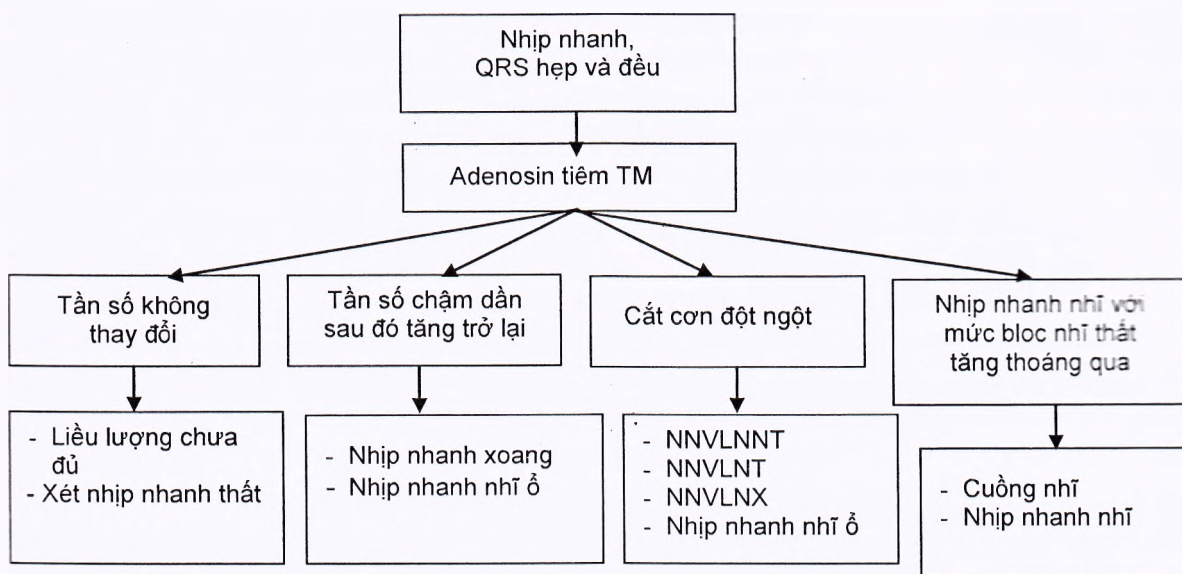 Nhịp nhanh,
QRS hẹp và đều
Adenosin tiêm TM
Tần số không
thay đổi
Tần số chậm dần
sau đó tăng trở lại
Cắt cơn đột ngột
Nhịp nhanh nhĩ với
mức bloc nhĩ thất
tăng thoáng qua
- Liều lượng chưa
đủ
- Xét nhịp nhanh thất
- Nhịp nhanh xoang
- Nhịp nhanh nhĩ ổ
- NNVLNNT
- NNVLNT
- NNVLNX
- Nhịp nhanh nhĩ ổ
- Cuồng nhĩ
- Nhịp nhanh nhĩ